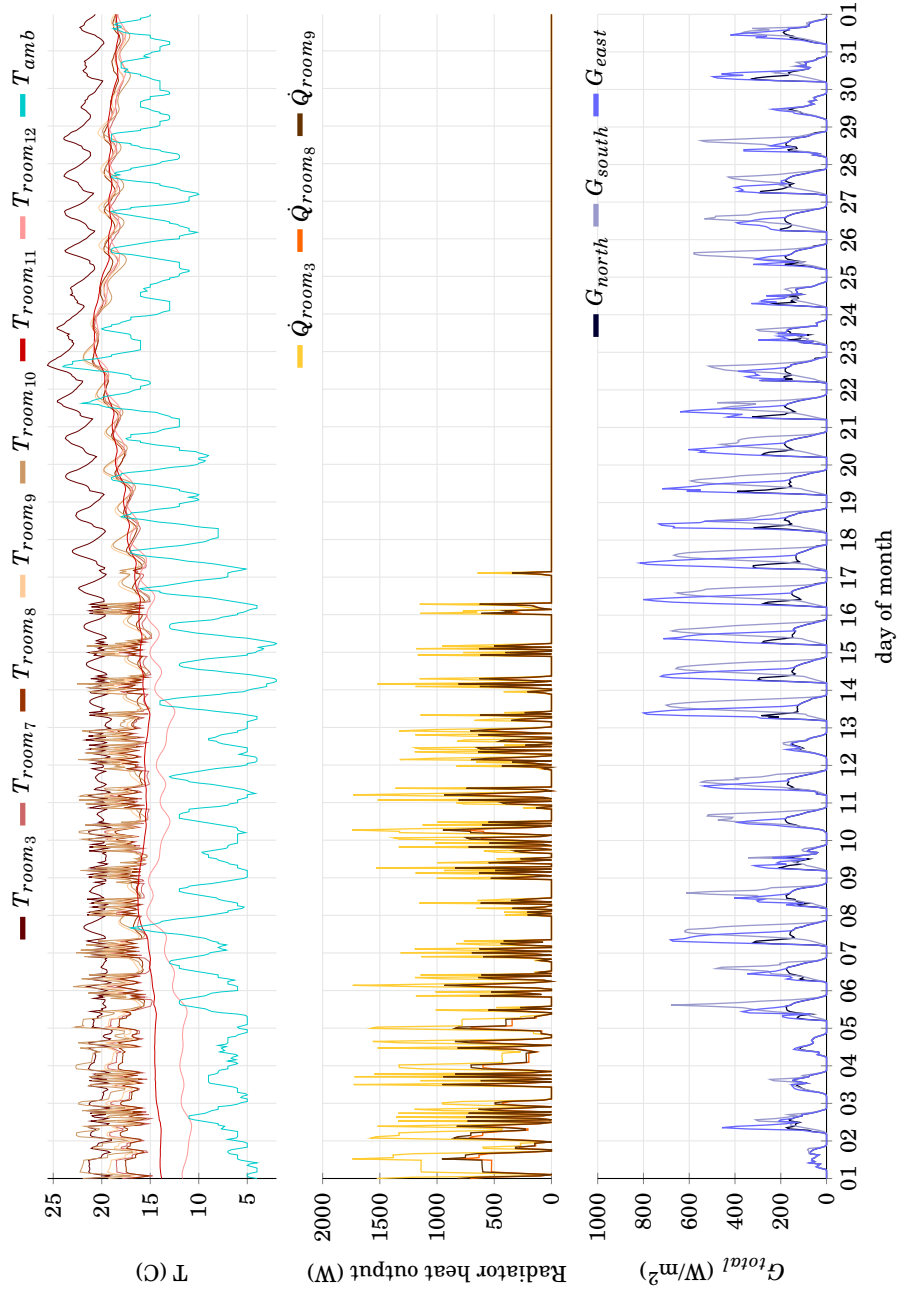 T_room3 T_room7 T_room8 T_room9 T_room10 T_room11 T_room12 T_amb
25
20
15
10
5
T (C)
Q̇_room3 Q̇_room8 Q̇_room9
2000
1500
1000
500
0
Radiator heat output (W)
G_north G_south G_east
1000
800
600
400
200
0
G_total (W/m²)
01 02 03 04 05 06 07 08 09 10 11 12 13 14 15 16 17 18 19 20 21 22 23 24 25 26 27 28 29 30 31 01
day of month